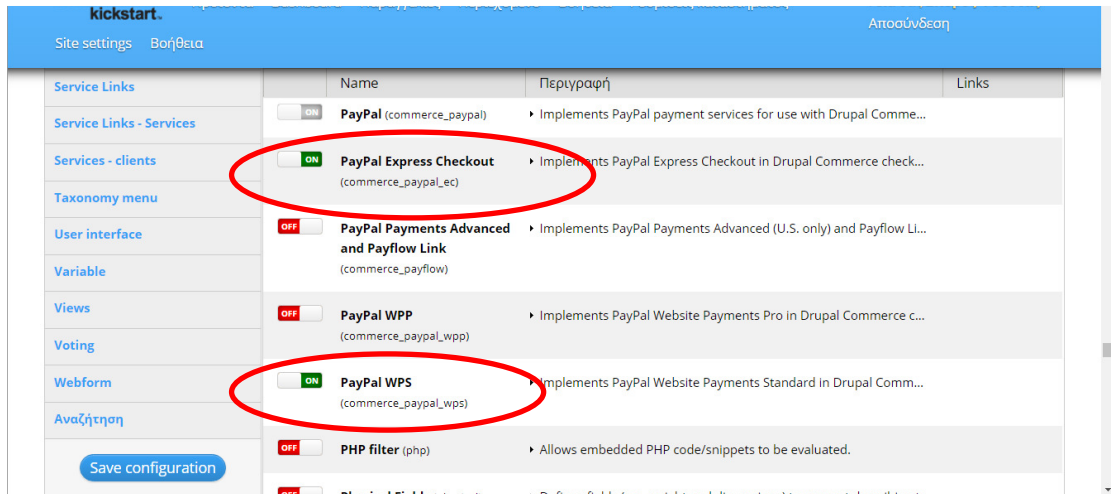 kickstart.
Αποσύνδεση
Site settings Βοήθεια
Service Links
Service Links - Services
Services - clients
Taxonomy menu
User interface
Variable
Views
Voting
Webform
Αναζήτηση
Save configuration
Name Περιγραφή Links
ON PayPal (commerce_paypal) Implements PayPal payment services for use with Drupal Comme...
ON PayPal Express Checkout Implements PayPal Express Checkout in Drupal Commerce check...
(commerce_paypal_ec)
OFF PayPal Payments Advanced Implements PayPal Payments Advanced (U.S. only) and Payflow Li...
and Payflow Link
(commerce_payflow)
OFF PayPal WPP Implements PayPal Website Payments Pro in Drupal Commerce c...
(commerce_paypal_wpp)
ON PayPal WPS Implements PayPal Website Payments Standard in Drupal Comm...
(commerce_paypal_wps)
OFF PHP filter (php) Allows embedded PHP code/snippets to be evaluated.